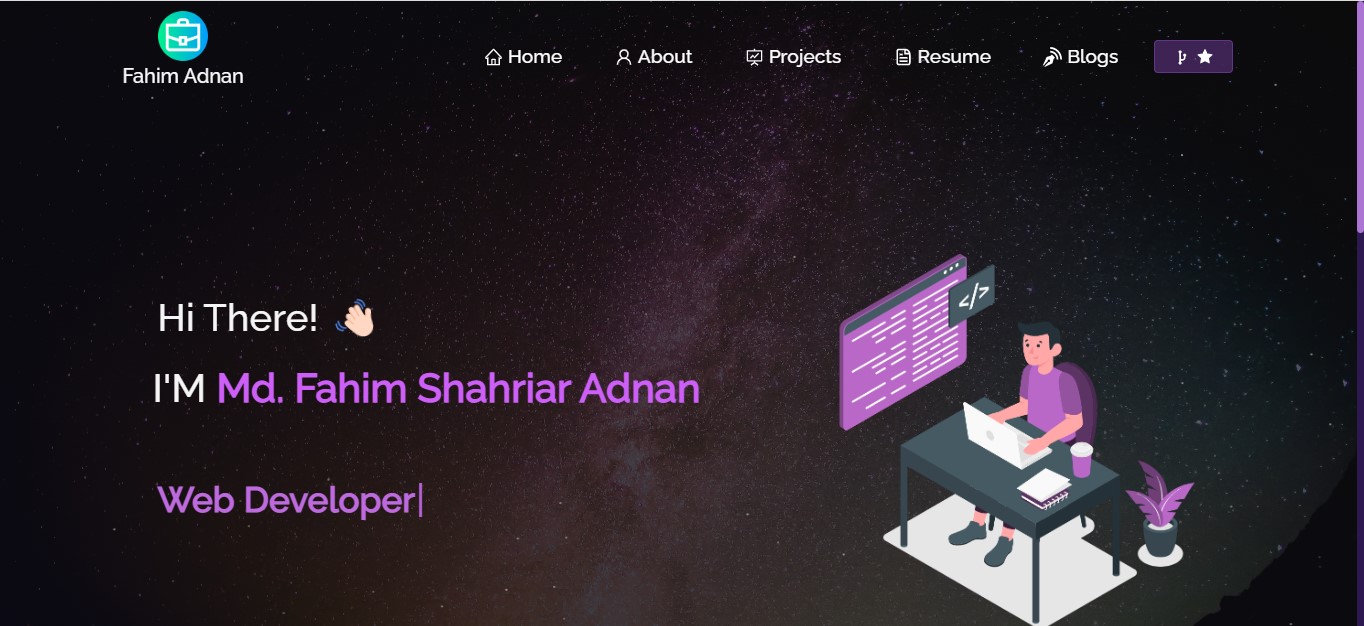 Fahim Adnan
Home About Projects Resume Blogs
Hi There! 👋🏻
I'M Md. Fahim Shahriar Adnan
Web Developer|
</>